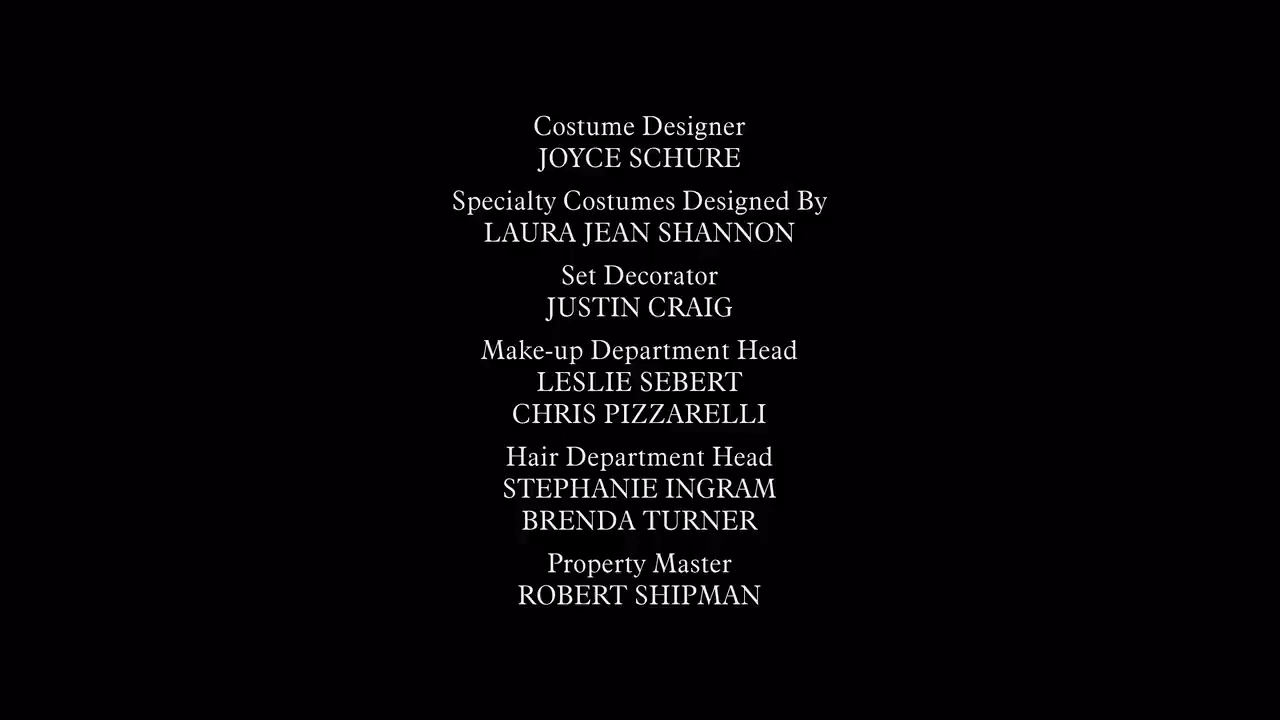 Costume Designer
JOYCE SCHURE
Specialty Costumes Designed By
LAURA JEAN SHANNON
Set Decorator
JUSTIN CRAIG
Make-up Department Head
LESLIE SEBERT
CHRIS PIZZARELLI
Hair Department Head
STEPHANIE INGRAM
BRENDA TURNER
Property Master
ROBERT SHIPMAN